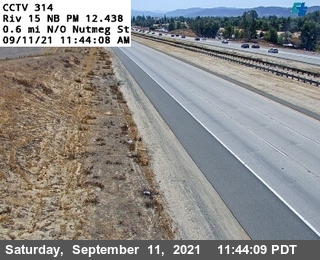 CCTV 314
Riv 15 NB PM 12.438
0.6 mi N/O Nutmeg St
09/11/21 11:44:08 AM
Saturday, September 11, 2021 11:44:09 PDT